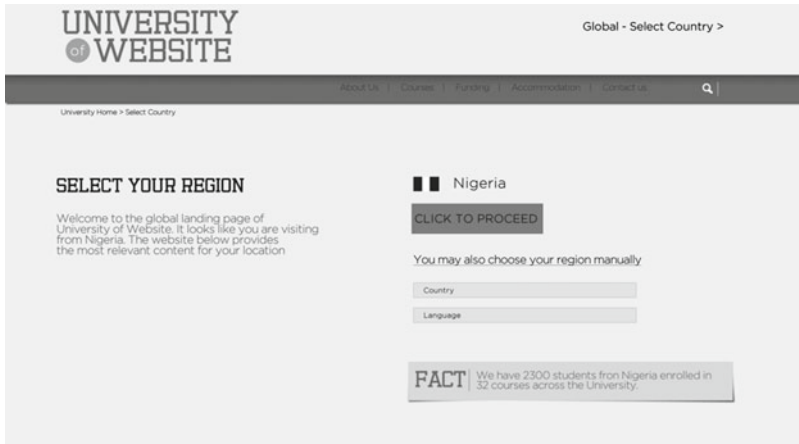 UNIVERSITY
of WEBSITE
Global - Select Country >
About Us | Courses | Funding | Accommodation | Contact us
University Home > Select Country
SELECT YOUR REGION
Welcome to the global landing page of
University of Website. It looks like you are visiting
from Nigeria. The website below provides
the most relevant content for your location
Nigeria
CLICK TO PROCEED
You may also choose your region manually
Country
Language
FACT
We have 2300 students fron Nigeria enrolled in
32 courses across the University.